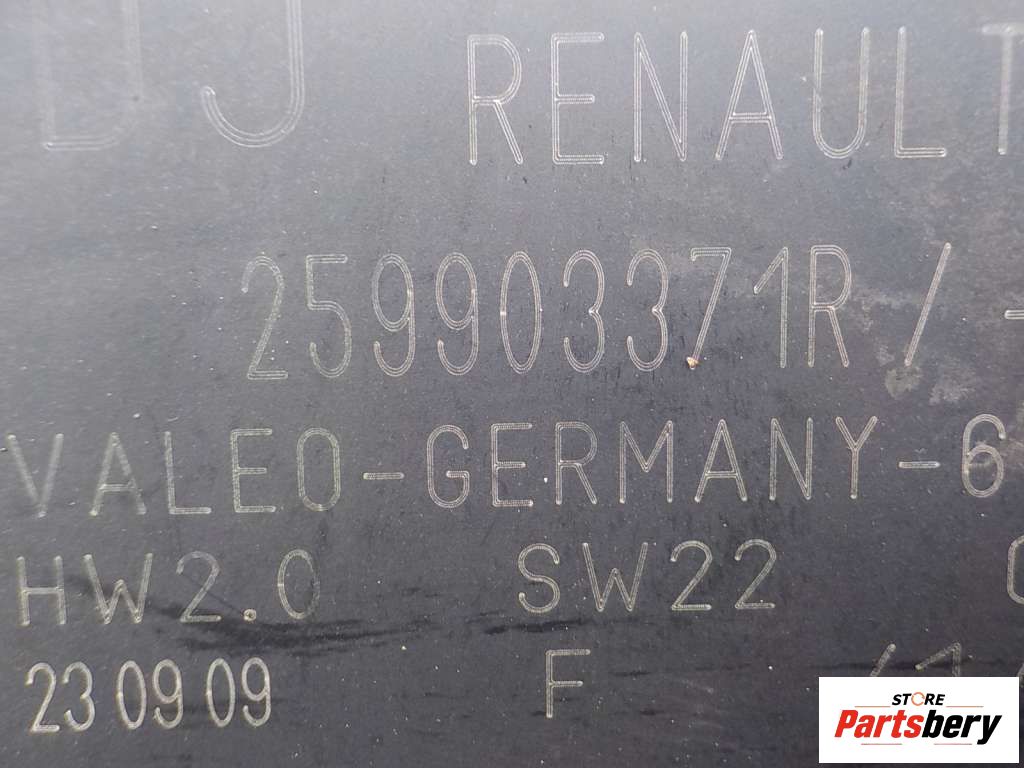 RENAULT
259903371R / -
VALEO-GERMANY-6
HW2.0 SW22
23 09 09 F
STORE
Partsbery